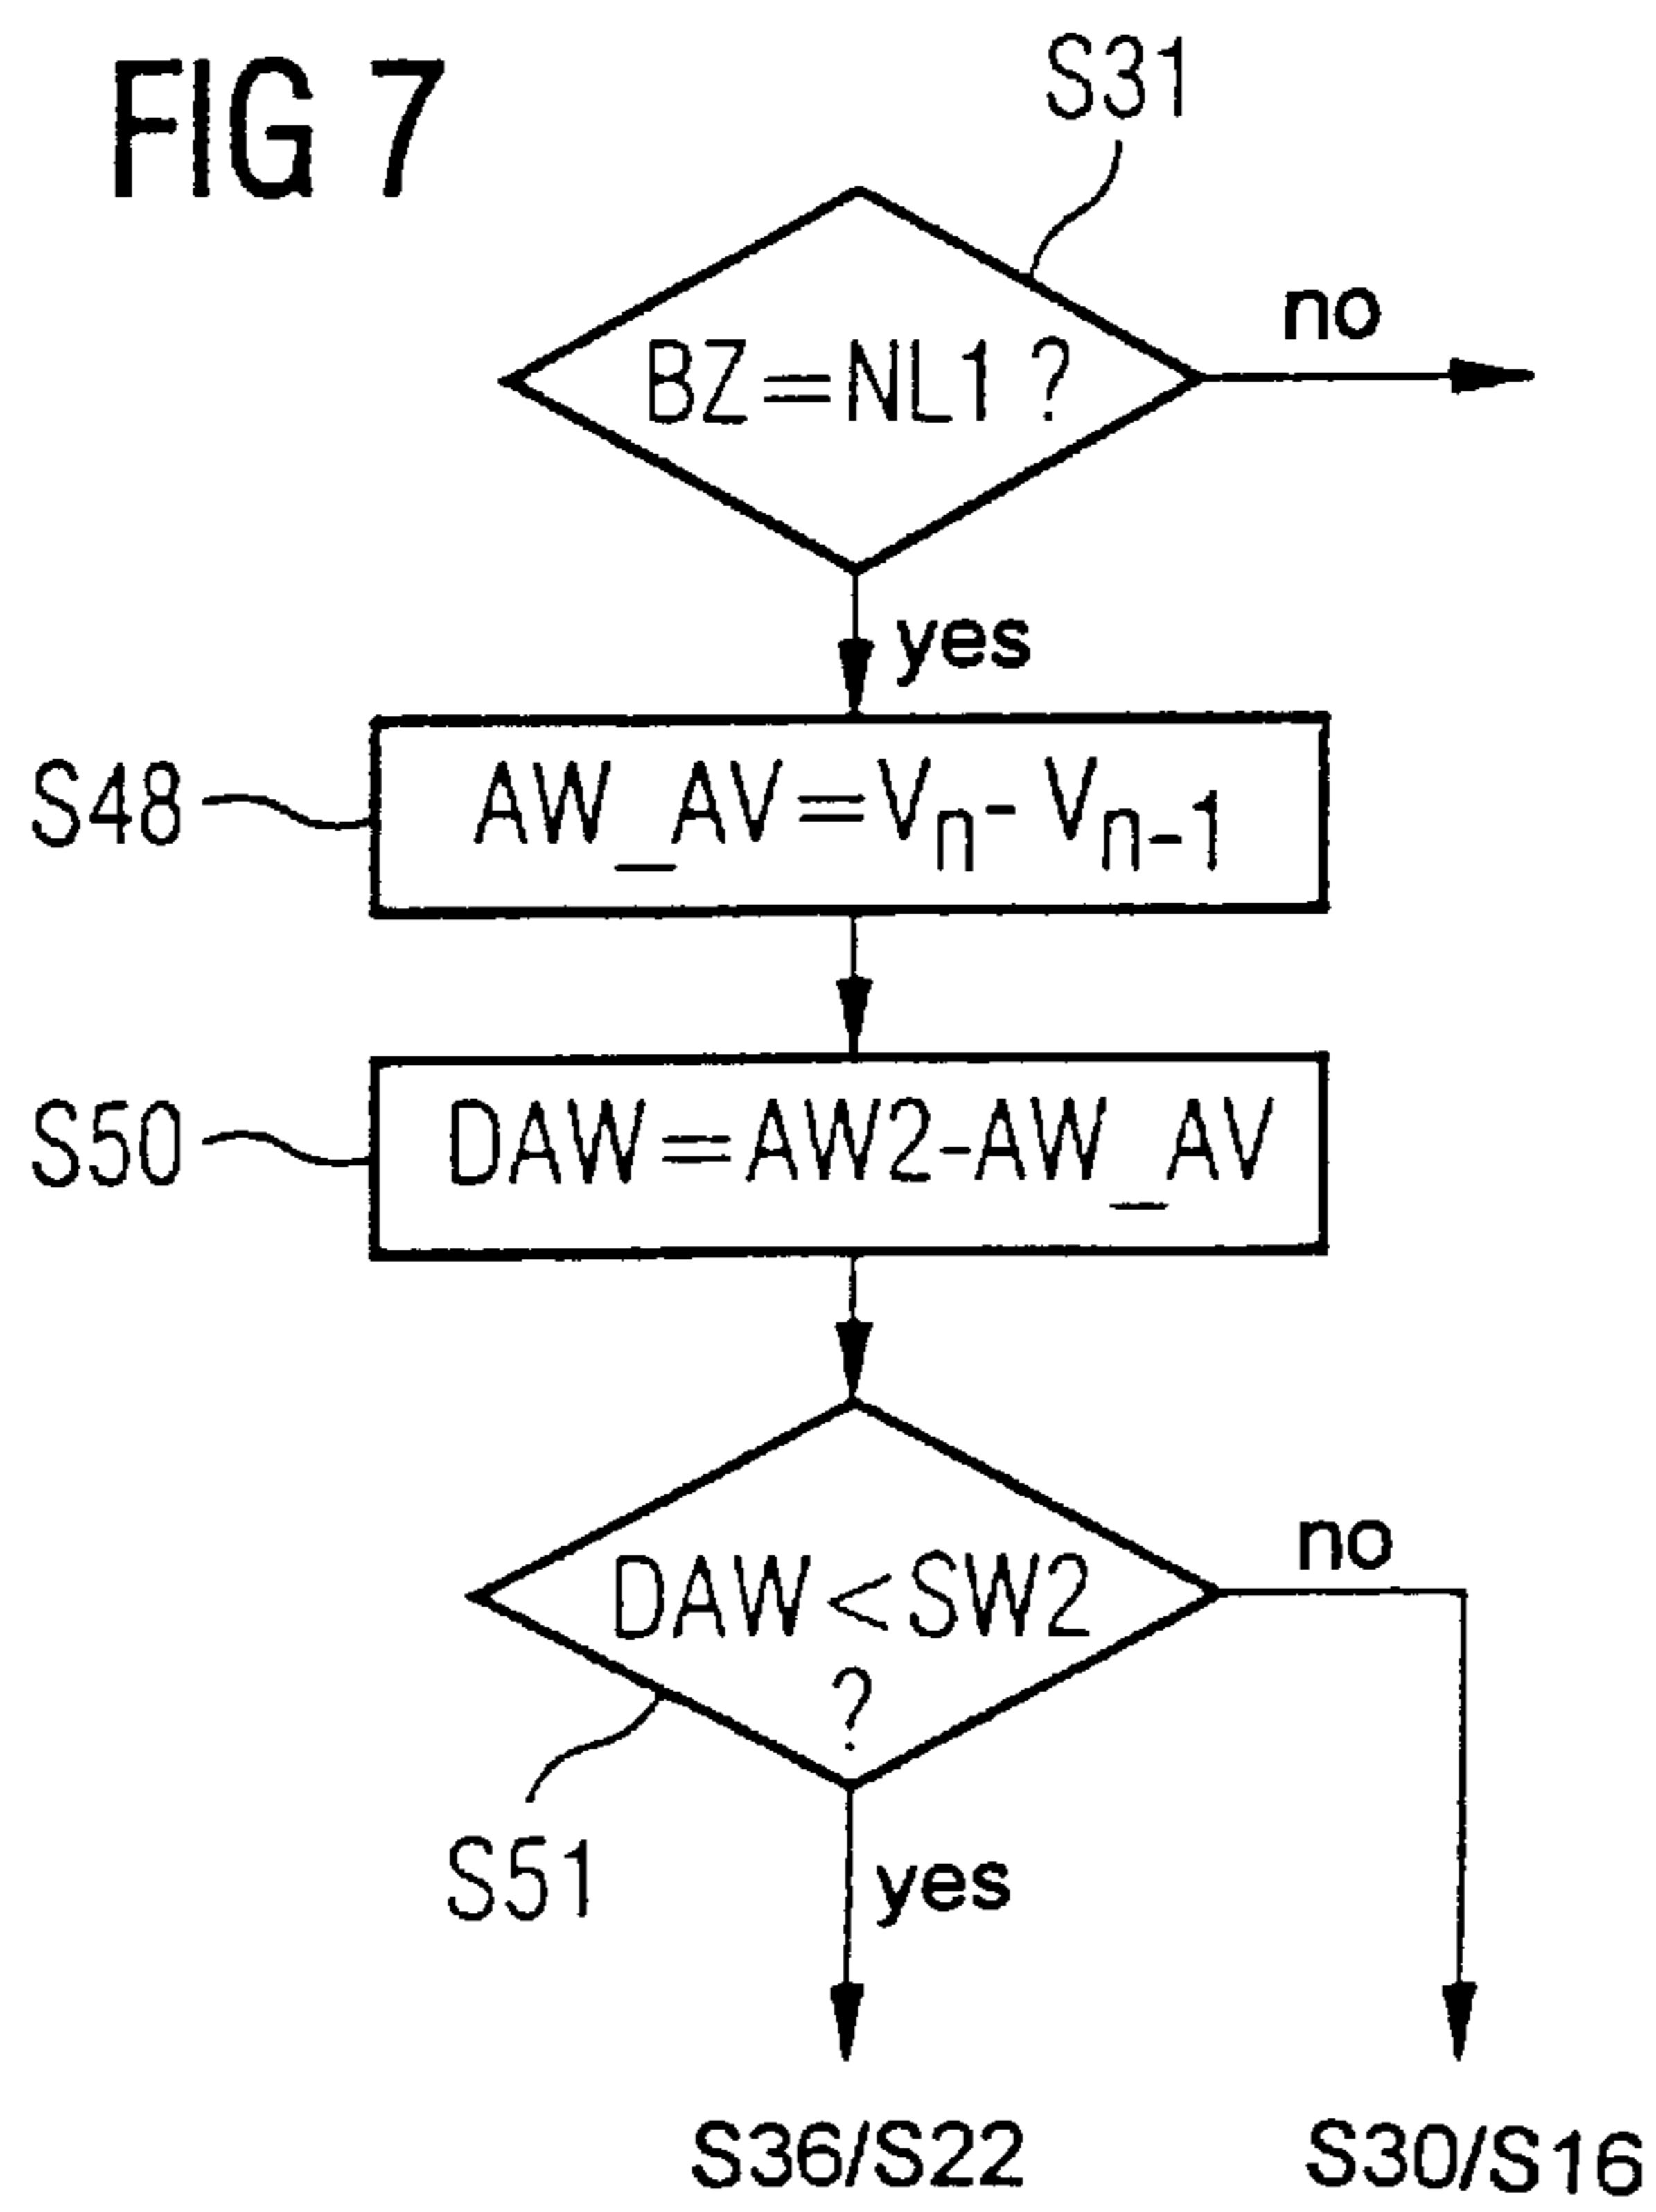 FIG 7
S31
BZ=NL1 ?
no
yes
S48
AW_AV=Vn- Vn-1
S50
DAW=AW2-AW_AV
DAW<SW2
?
no
S51
yes
S36/S22
S30/S16